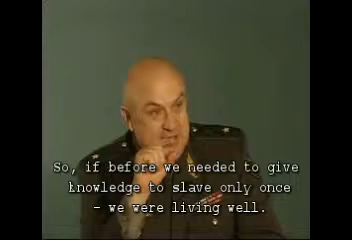 So, if before we needed to give
knowledge to slave only once
- we were living well.